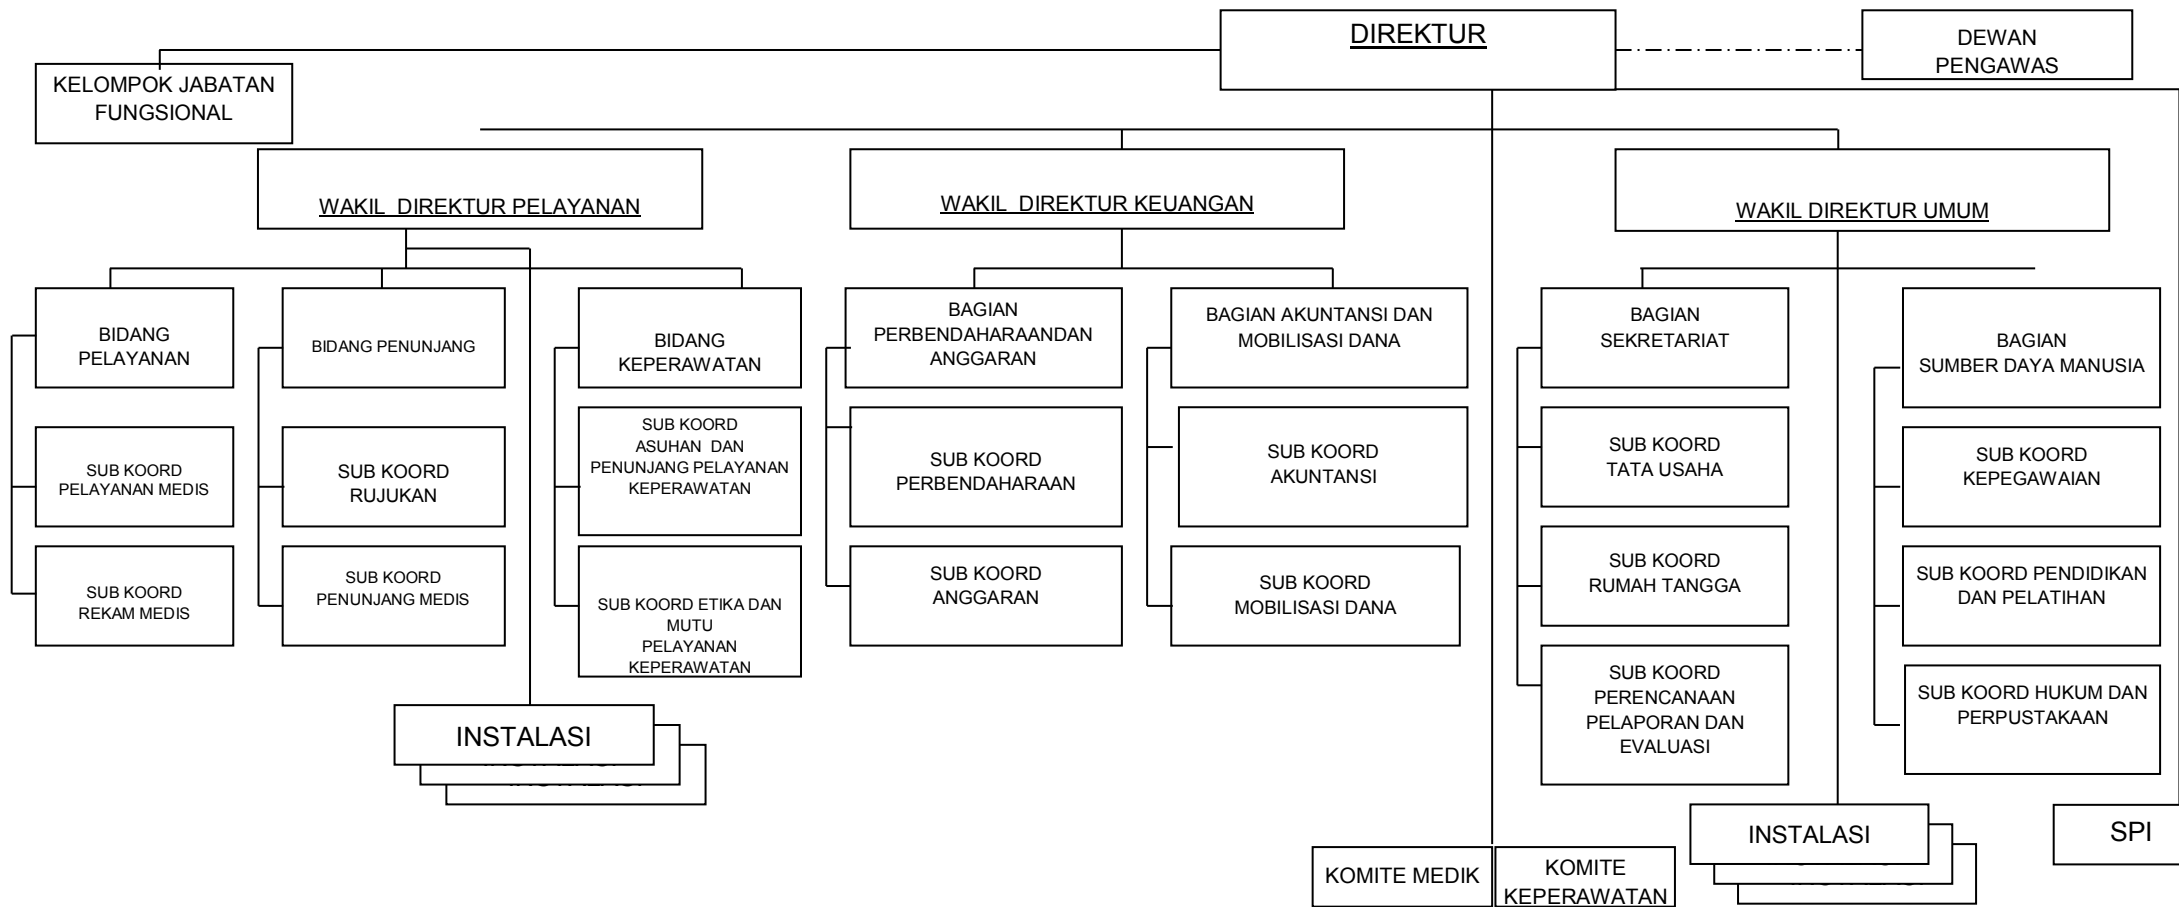 DIREKTUR
DEWAN
PENGAWAS
KELOMPOK JABATAN
FUNGSIONAL
WAKIL DIREKTUR PELAYANAN
WAKIL DIREKTUR KEUANGAN
WAKIL DIREKTUR UMUM
BIDANG
PELAYANAN
BIDANG PENUNJANG
BIDANG
KEPERAWATAN
BAGIAN
PERBENDAHARAANDAN
ANGGARAN
BAGIAN AKUNTANSI DAN
MOBILISASI DANA
BAGIAN
SEKRETARIAT
BAGIAN
SUMBER DAYA MANUSIA
SUB KOORD
PELAYANAN MEDIS
SUB KOORD
RUJUKAN
SUB KOORD
ASUHAN DAN
PENUNJANG PELAYANAN
KEPERAWATAN
SUB KOORD
PERBENDAHARAAN
SUB KOORD
AKUNTANSI
SUB KOORD
TATA USAHA
SUB KOORD
KEPEGAWAIAN
SUB KOORD
REKAM MEDIS
SUB KOORD
PENUNJANG MEDIS
SUB KOORD ETIKA DAN
MUTU
PELAYANAN
KEPERAWATAN
SUB KOORD
ANGGARAN
SUB KOORD
MOBILISASI DANA
SUB KOORD
RUMAH TANGGA
SUB KOORD PENDIDIKAN
DAN PELATIHAN
SUB KOORD
PERENCANAAN
PELAPORAN DAN
EVALUASI
SUB KOORD HUKUM DAN
PERPUSTAKAAN
INSTALASI
INSTALASI
SPI
KOMITE MEDIK
KOMITE
KEPERAWATAN